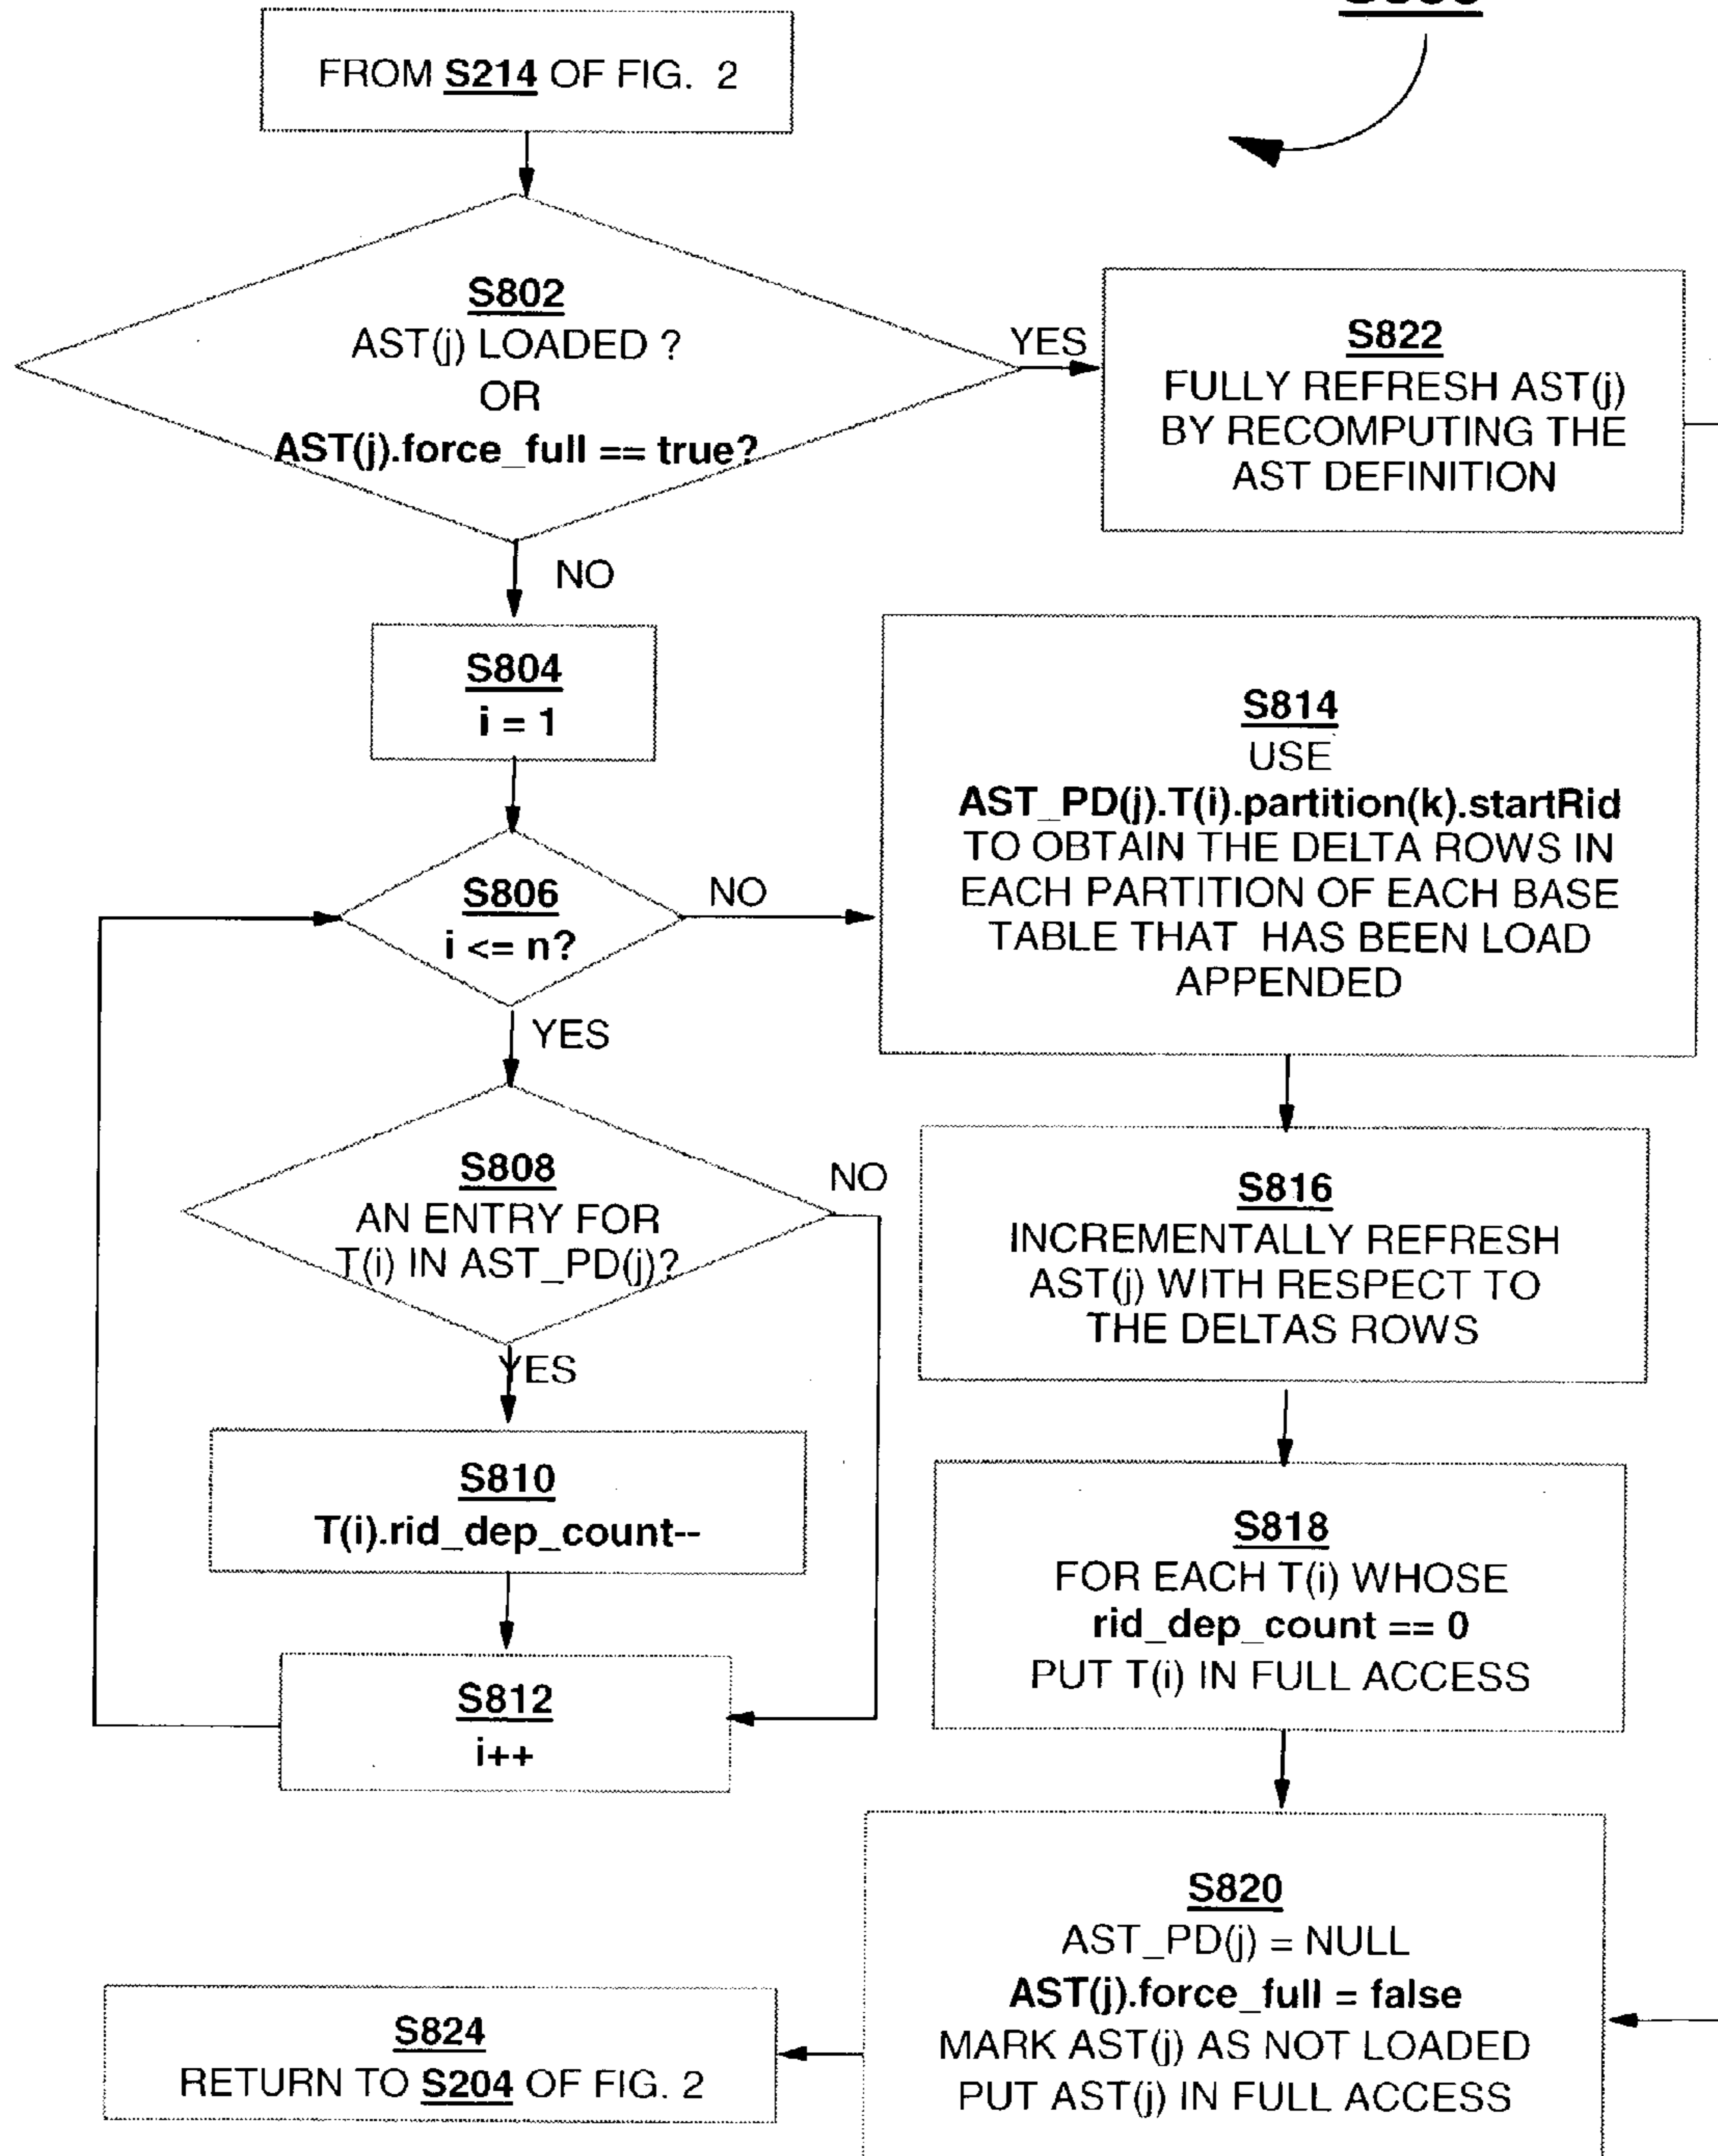 FROM S214 OF FIG. 2
S802
AST(j) LOADED ?
OR
AST(j).force_full == true?
YES
S822
FULLY REFRESH AST(j)
BY RECOMPUTING THE
AST DEFINITION
NO
S804
i = 1
S806
i <= n?
NO
YES
S814
USE
AST_PD(j).T(i).partition(k).startRid
TO OBTAIN THE DELTA ROWS IN
EACH PARTITION OF EACH BASE
TABLE THAT HAS BEEN LOAD
APPENDED
S808
AN ENTRY FOR
T(i) IN AST_PD(j)?
NO
YES
S816
INCREMENTALLY REFRESH
AST(j) WITH RESPECT TO
THE DELTAS ROWS
S810
T(i).rid_dep_count--
S818
FOR EACH T(i) WHOSE
rid_dep_count == 0
PUT T(i) IN FULL ACCESS
S812
i++
S820
AST_PD(j) = NULL
AST(j).force_full = false
MARK AST(j) AS NOT LOADED
PUT AST(j) IN FULL ACCESS
S824
RETURN TO S204 OF FIG. 2